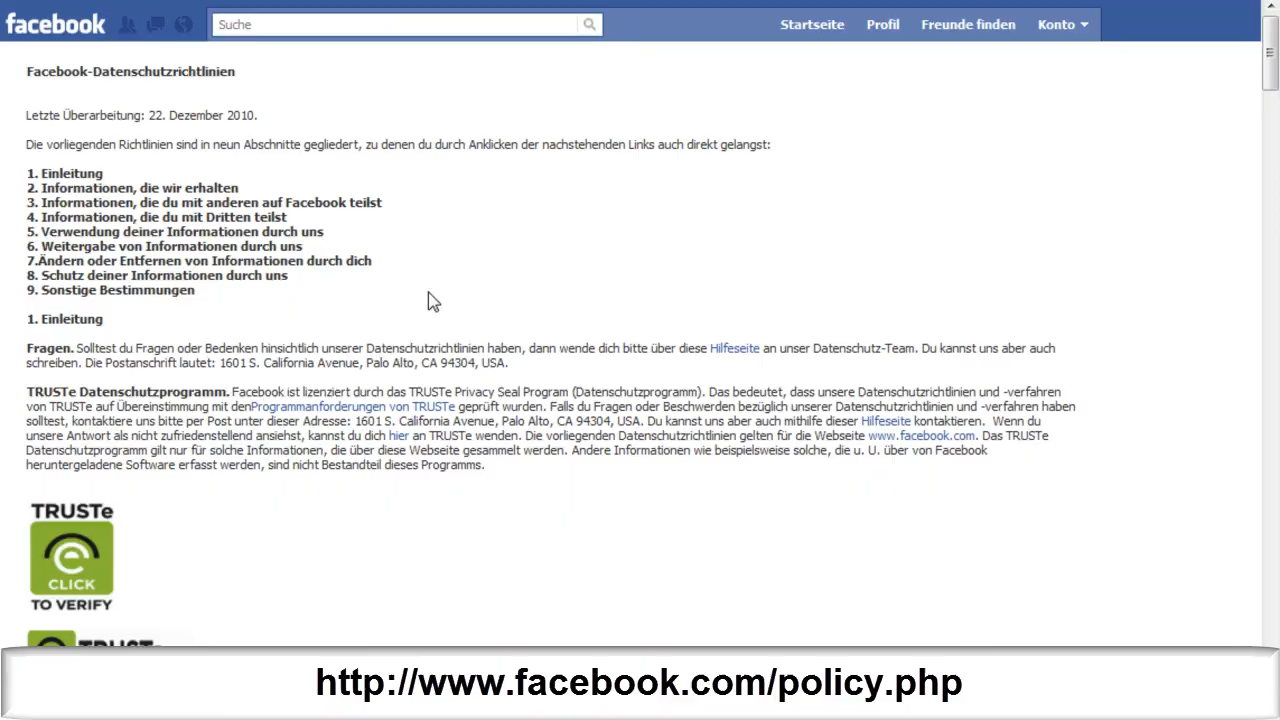 facebook Suche Startseite Profil Freunde finden Konto
Facebook-Datenschutzrichtlinien
Letzte Überarbeitung: 22. Dezember 2010.
Die vorliegenden Richtlinien sind in neun Abschnitte gegliedert, zu denen du durch Anklicken der nachstehenden Links auch direkt gelangst:
1. Einleitung
2. Informationen, die wir erhalten
3. Informationen, die du mit anderen auf Facebook teilst
4. Informationen, die du mit Dritten teilst
5. Verwendung deiner Informationen durch uns
6. Weitergabe von Informationen durch uns
7.Ändern oder Entfernen von Informationen durch dich
8. Schutz deiner Informationen durch uns
9. Sonstige Bestimmungen
1. Einleitung
Fragen. Solltest du Fragen oder Bedenken hinsichtlich unserer Datenschutzrichtlinien haben, dann wende dich bitte über diese Hilfeseite an unser Datenschutz-Team. Du kannst uns aber auch
schreiben. Die Postanschrift lautet: 1601 S. California Avenue, Palo Alto, CA 94304, USA.
TRUSTe Datenschutzprogramm. Facebook ist lizenziert durch das TRUSTe Privacy Seal Program (Datenschutzprogramm). Das bedeutet, dass unsere Datenschutzrichtlinien und -verfahren
von TRUSTe auf Übereinstimmung mit denProgrammanforderungen von TRUSTe geprüft wurden. Falls du Fragen oder Beschwerden bezüglich unserer Datenschutzrichtlinien und -verfahren haben
solltest, kontaktiere uns bitte per Post unter dieser Adresse: 1601 S. California Avenue, Palo Alto, CA 94304, USA. Du kannst uns aber auch mithilfe dieser Hilfeseite kontaktieren. Wenn du
unsere Antwort als nicht zufriedenstellend ansiehst, kannst du dich hier an TRUSTe wenden. Die vorliegenden Datenschutzrichtlinien gelten für die Webseite www.facebook.com. Das TRUSTe
Datenschutzprogramm gilt nur für solche Informationen, die über diese Webseite gesammelt werden. Andere Informationen wie beispielsweise solche, die u. U. über von Facebook
heruntergeladene Software erfasst werden, sind nicht Bestandteil dieses Programms.
TRUSTe
CLICK
TO VERIFY
TRUSTe
http://www.facebook.com/policy.php